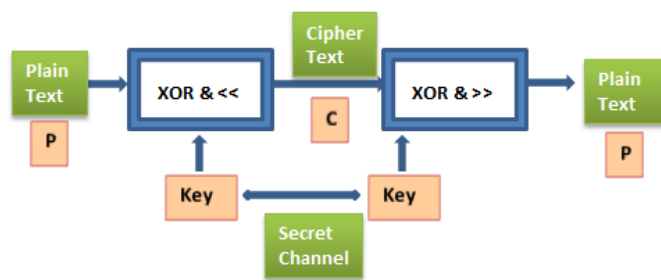 Plain
Text
P
XOR & <<
Cipher
Text
C
XOR & >>
Plain
Text
P
Key
Key
Secret
Channel